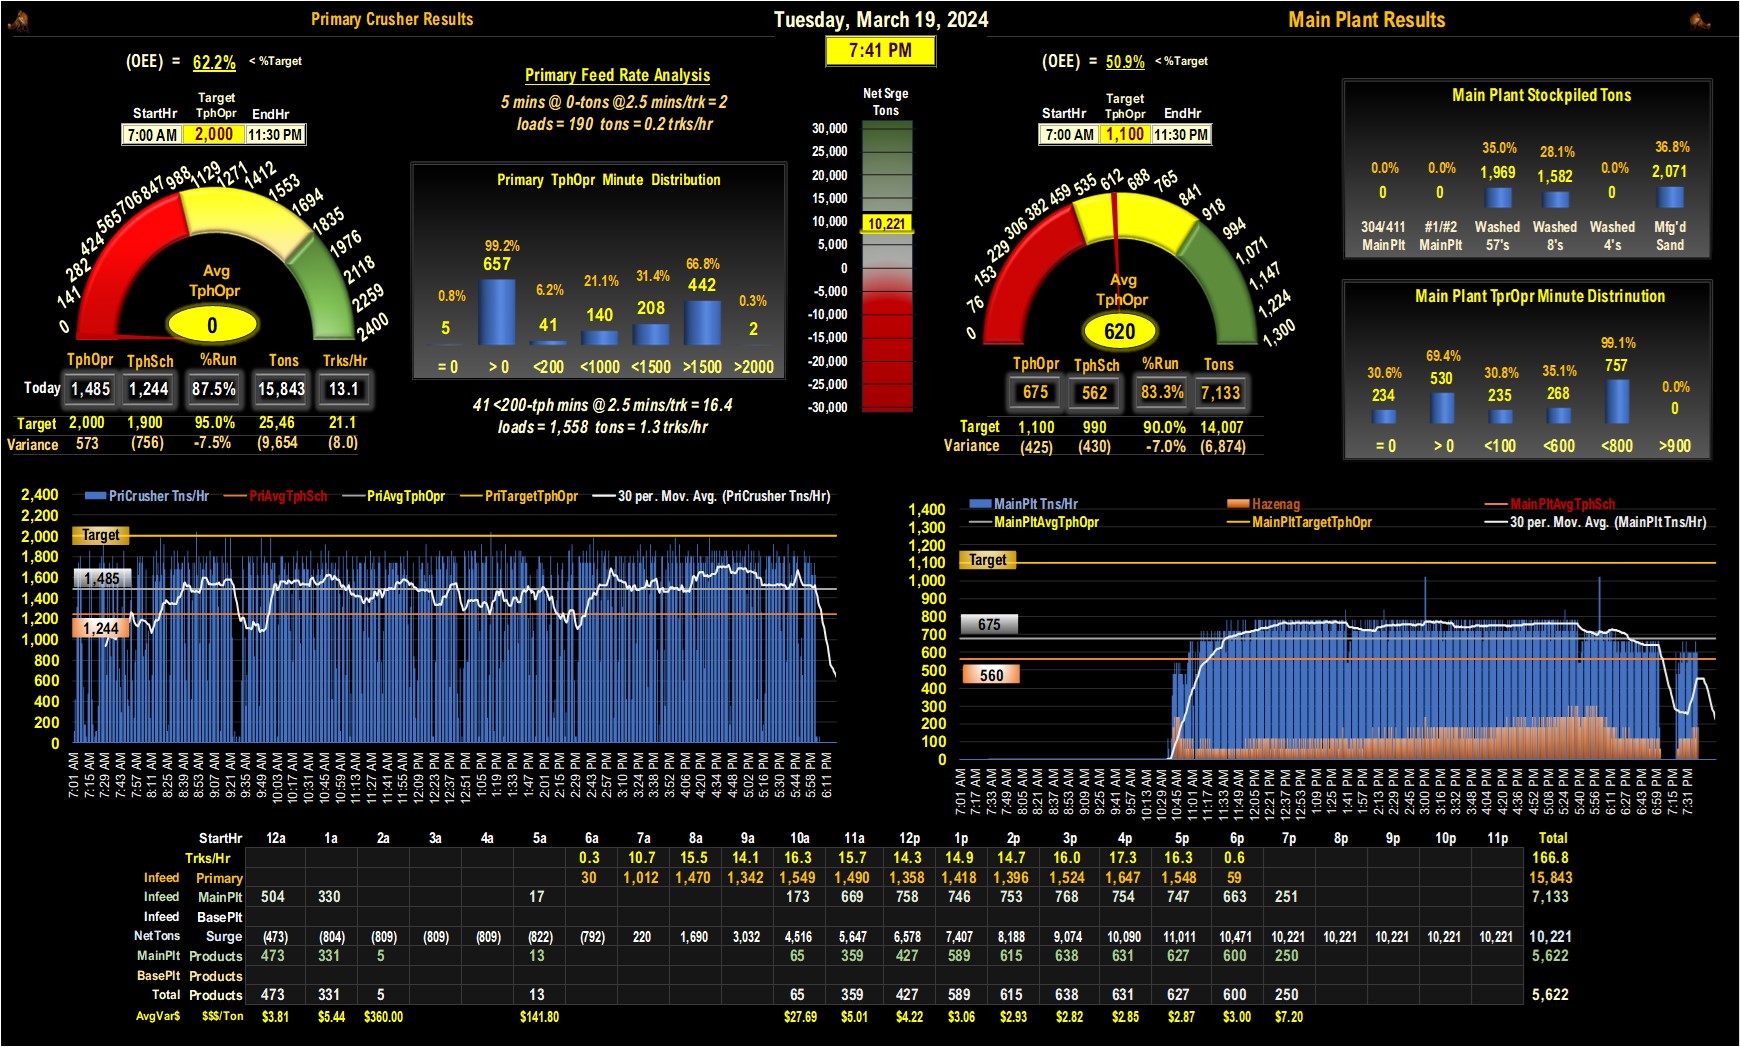 Primary Crusher Results
Tuesday, March 19, 2024
Main Plant Results
7:41 PM
(OEE) = 62.2% < %Target
Target
StartHr TphOpr EndHr
7:00 AM 2,000 11:30 PM
0 141 282 424 565 706 847 988 1129 1271 1412 1553 1694 1835 1976 2118 2259 2400
Avg
TphOpr
0
TphOpr TphSch %Run Tons Trks/Hr
Today 1,485 1,244 87.5% 15,843 13.1
Target 2,000 1,900 95.0% 25,46 21.1
Variance 573 (756) -7.5% (9,654 (8.0)
Primary Feed Rate Analysis
5 mins @ 0-tons @2.5 mins/trk = 2
loads = 190 tons = 0.2 trks/hr
Primary TphOpr Minute Distribution
0.8% 99.2% 6.2% 21.1% 31.4% 66.8% 0.3%
5 657 41 140 208 442 2
= 0 > 0 <200 <1000 <1500 >1500 >2000
41 <200-tph mins @ 2.5 mins/trk = 16.4
loads = 1,558 tons = 1.3 trks/hr
Net Srge
Tons
30,000
25,000
20,000
15,000
10,000
10,221
5,000
0
-5,000
-10,000
-15,000
-20,000
-25,000
-30,000
(OEE) = 50.9% < %Target
Target
StartHr TphOpr EndHr
7:00 AM 1,100 11:30 PM
0 76 153 229 306 382 459 535 612 688 765 841 918 994 1,071 1,147 1,224 1,300
Avg
TphOpr
620
TphOpr TphSch %Run Tons
675 562 83.3% 7,133
Target 1,100 990 90.0% 14,007
Variance (425) (430) -7.0% (6,874)
Main Plant Stockpiled Tons
0.0% 0.0% 35.0% 28.1% 0.0% 36.8%
0 0 1,969 1,582 0 2,071
304/411 #1/#2 Washed Washed Washed Mfg'd
MainPlt MainPlt 57's 8's 4's Sand
Main Plant TprOpr Minute Distrinution
30.6% 69.4% 30.8% 35.1% 99.1% 0.0%
234 530 235 268 757 0
= 0 > 0 <100 <600 <800 >900
PriCrusher Tns/Hr PriAvgTphSch PriAvgTphOpr PriTargetTphOpr 30 per. Mov. Avg. (PriCrusher Tns/Hr)
2,400
2,200
2,000
1,800
1,600
1,400
1,200
1,000
800
600
400
200
0
Target
1,485
1,244
7:01 AM 7:15 AM 7:29 AM 7:43 AM 7:57 AM 8:11 AM 8:25 AM 8:39 AM 8:53 AM 9:07 AM 9:21 AM 9:35 AM 9:49 AM 10:03 AM 10:17 AM 10:31 AM 10:45 AM 10:59 AM 11:13 AM 11:27 AM 11:41 AM 11:55 AM 12:09 PM 12:23 PM 12:37 PM 12:51 PM 1:05 PM 1:19 PM 1:33 PM 1:47 PM 2:01 PM 2:15 PM 2:29 PM 2:43 PM 2:57 PM 3:10 PM 3:24 PM 3:38 PM 3:52 PM 4:06 PM 4:20 PM 4:34 PM 4:48 PM 5:02 PM 5:16 PM 5:30 PM 5:44 PM 5:58 PM 6:11 PM
MainPlt Tns/Hr Hazenag MainPltAvgTphSch
MainPltAvgTphOpr MainPltTargetTphOpr 30 per. Mov. Avg. (MainPlt Tns/Hr)
1,400
1,300
1,200
1,100
1,000
900
800
700
600
500
400
300
200
100
0
Target
675
560
7:01 AM 7:17 AM 7:33 AM 7:49 AM 8:05 AM 8:21 AM 8:37 AM 8:53 AM 9:09 AM 9:25 AM 9:41 AM 9:57 AM 10:13 AM 10:29 AM 10:45 AM 11:01 AM 11:17 AM 11:33 AM 11:49 AM 12:05 PM 12:21 PM 12:37 PM 12:53 PM 1:09 PM 1:25 PM 1:41 PM 1:57 PM 2:13 PM 2:29 PM 2:45 PM 3:00 PM 3:16 PM 3:32 PM 3:48 PM 4:04 PM 4:20 PM 4:36 PM 4:52 PM 5:08 PM 5:24 PM 5:40 PM 5:56 PM 6:11 PM 6:27 PM 6:43 PM 6:59 PM 7:15 PM 7:31 PM
StartHr 12a 1a 2a 3a 4a 5a 6a 7a 8a 9a 10a 11a 12p 1p 2p 3p 4p 5p 6p 7p 8p 9p 10p 11p Total
Trks/Hr 0.3 10.7 15.5 14.1 16.3 15.7 14.3 14.9 14.7 16.0 17.3 16.3 0.6 166.8
Infeed Primary 30 1,012 1,470 1,342 1,549 1,490 1,358 1,418 1,396 1,524 1,647 1,548 59 15,843
Infeed MainPlt 504 330 17 173 669 758 746 753 768 754 747 663 251 7,133
Infeed BasePlt
NetTons Surge (473) (804) (809) (809) (809) (822) (792) 220 1,690 3,032 4,516 5,647 6,578 7,407 8,188 9,074 10,090 11,011 10,471 10,221 10,221 10,221 10,221 10,221 10,221
MainPlt Products 473 331 5 13 65 359 427 589 615 638 631 627 600 250 5,622
BasePlt Products
Total Products 473 331 5 13 65 359 427 589 615 638 631 627 600 250 5,622
AvgVar$ $$$/Ton $3.81 $5.44 $360.00 $141.80 $27.69 $5.01 $4.22 $3.06 $2.93 $2.82 $2.85 $2.87 $3.00 $7.20